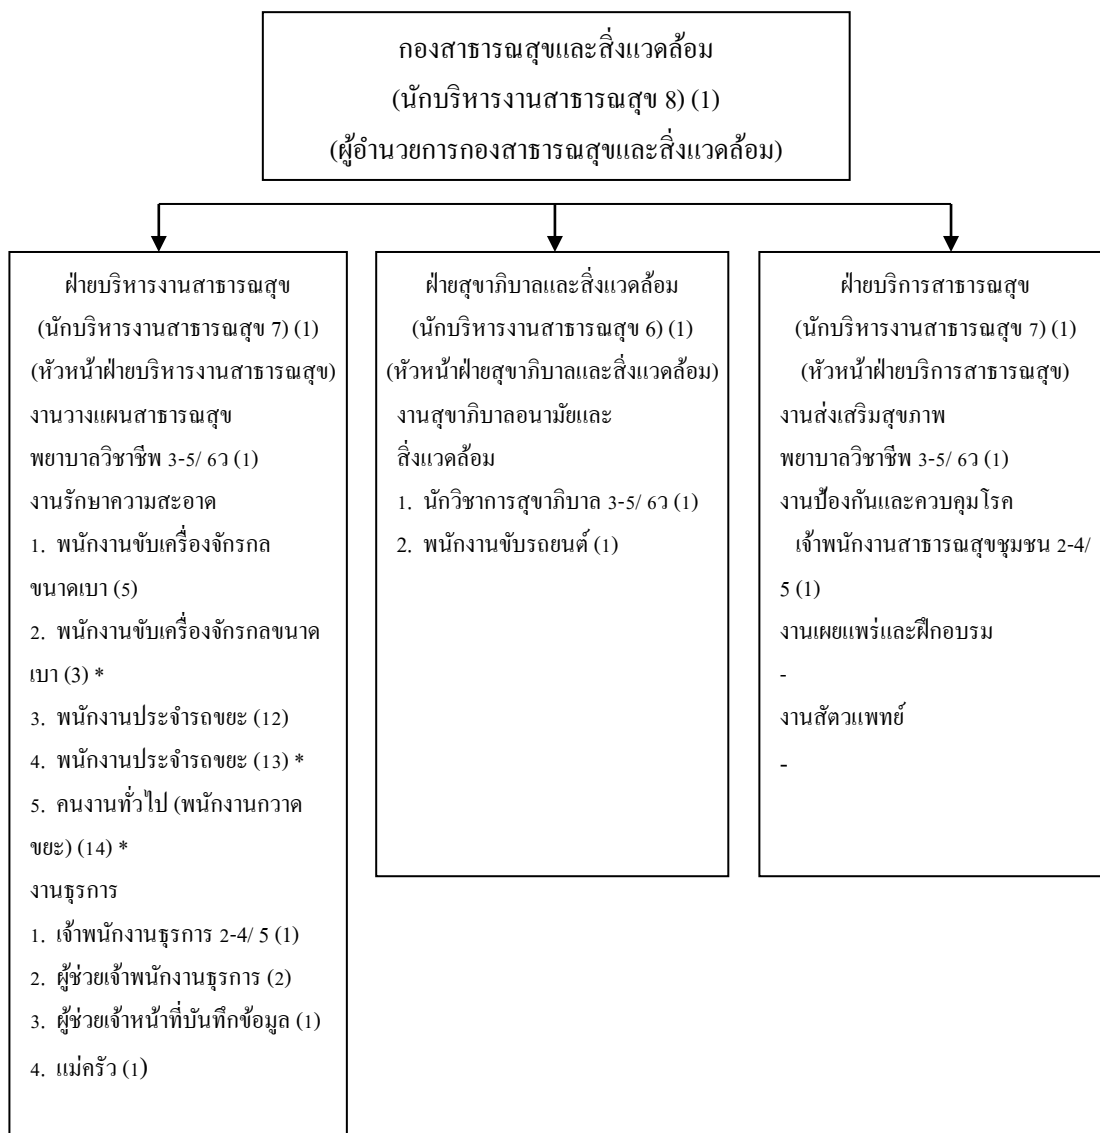 กองสาธารณสุขและสิ่งแวดล้อม
(นักบริหารงานสาธารณสุข 8) (1)
(ผู้อำนวยการกองสาธารณสุขและสิ่งแวดล้อม)
ฝ่ายบริหารงานสาธารณสุข
(นักบริหารงานสาธารณสุข 7) (1)
(หัวหน้าฝ่ายบริหารงานสาธารณสุข)
งานวางแผนสาธารณสุข
พยาบาลวิชาชีพ 3-5/ 6ว (1)
งานรักษาความสะอาด
1. พนักงานขับเครื่องจักรกล
ขนาดเบา (5)
2. พนักงานขับเครื่องจักรกลขนาด
เบา (3) *
3. พนักงานประจำรถขยะ (12)
4. พนักงานประจำรถขยะ (13) *
5. คนงานทั่วไป (พนักงานกวาด
ขยะ) (14) *
งานธุรการ
1. เจ้าพนักงานธุรการ 2-4/ 5 (1)
2. ผู้ช่วยเจ้าพนักงานธุรการ (2)
3. ผู้ช่วยเจ้าหน้าที่บันทึกข้อมูล (1)
4. แม่ครัว (1)
ฝ่ายสุขาภิบาลและสิ่งแวดล้อม
(นักบริหารงานสาธารณสุข 6) (1)
(หัวหน้าฝ่ายสุขาภิบาลและสิ่งแวดล้อม)
งานสุขาภิบาลอนามัยและ
สิ่งแวดล้อม
1. นักวิชาการสุขาภิบาล 3-5/ 6ว (1)
2. พนักงานขับรถยนต์ (1)
ฝ่ายบริการสาธารณสุข
(นักบริหารงานสาธารณสุข 7) (1)
(หัวหน้าฝ่ายบริการสาธารณสุข)
งานส่งเสริมสุขภาพ
พยาบาลวิชาชีพ 3-5/ 6ว (1)
งานป้องกันและควบคุมโรค
เจ้าพนักงานสาธารณสุขชุมชน 2-4/
5 (1)
งานเผยแพร่และฝึกอบรม
-
งานสัตวแพทย์
-